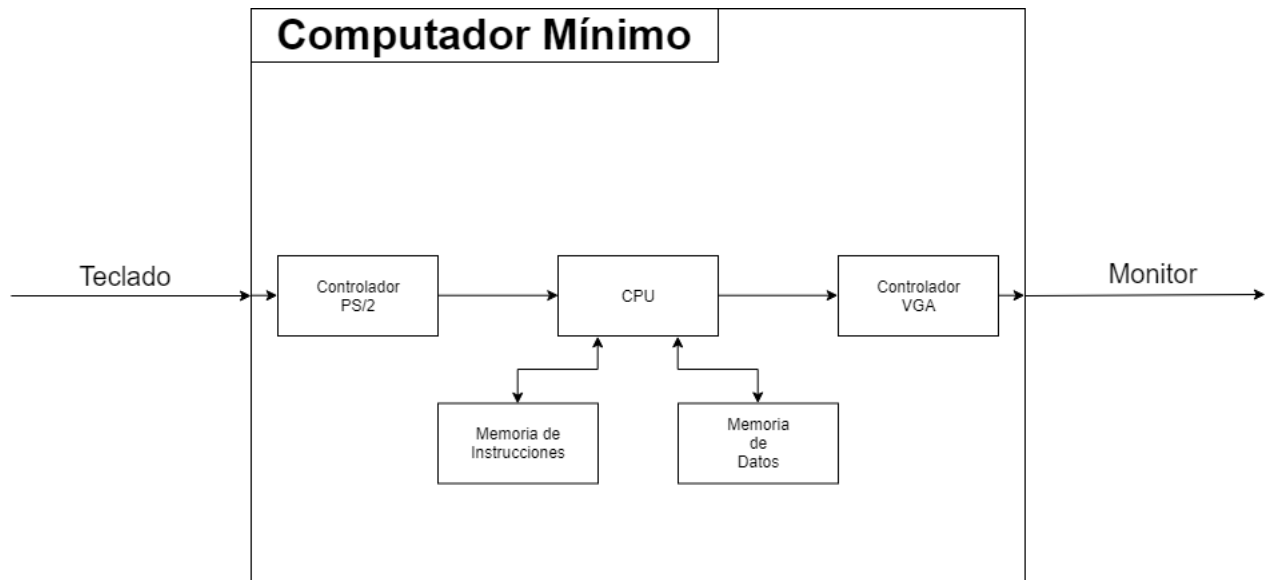 Computador Mínimo
Teclado
Controlador
PS/2
CPU
Controlador
VGA
Monitor
Memoria de
Instrucciones
Memoria
de
Datos